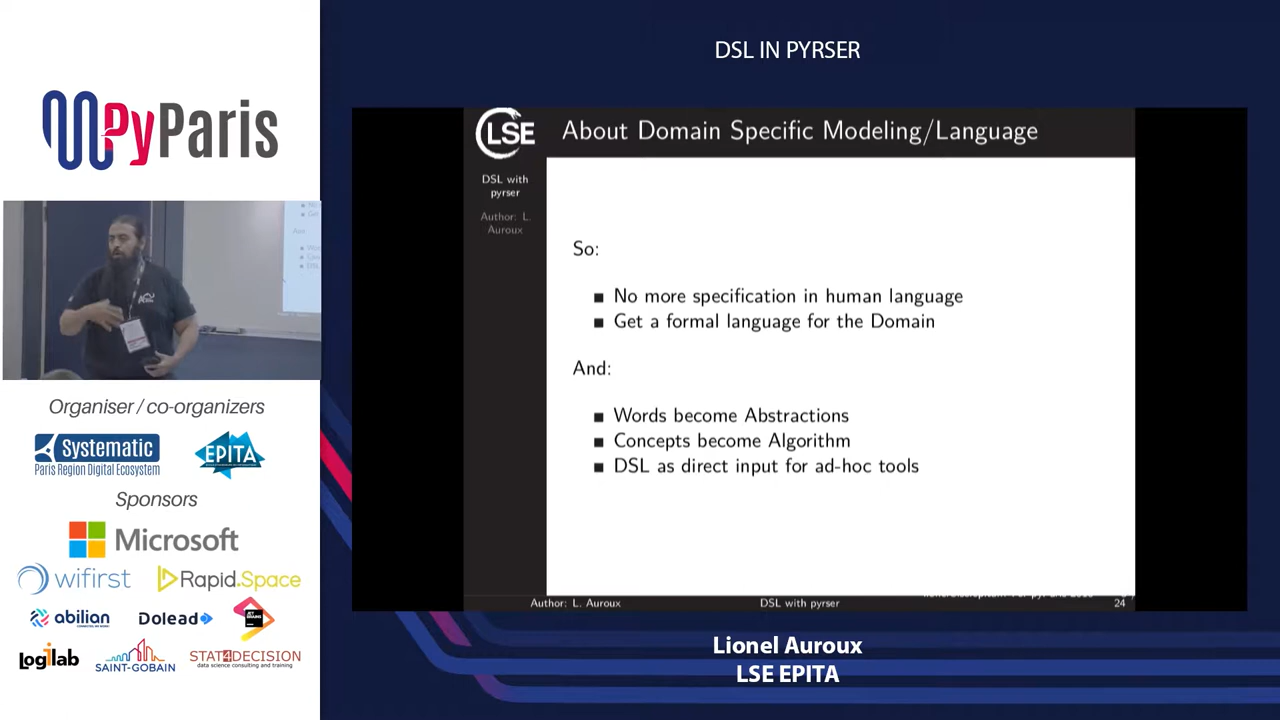 DSL IN PYRSER
PyParis
LSE
About Domain Specific Modeling/Language
DSL with
pyrser
Author: L.
Auroux
So:
No more specification in human language
Get a formal language for the Domain
And:
Words become Abstractions
Concepts become Algorithm
DSL as direct input for ad-hoc tools
Author: L. Auroux
DSL with pyrser
24
Organiser / co-organizers
Systematic
Paris Region Digital Ecosystem
EPITA
Sponsors
Microsoft
wifirst
Rapid.Space
abilian
Dolead
JET BRAINS
Logilab
SAINT-GOBAIN
STAT4DECISION
data science consulting and training
Lionel Auroux
LSE EPITA